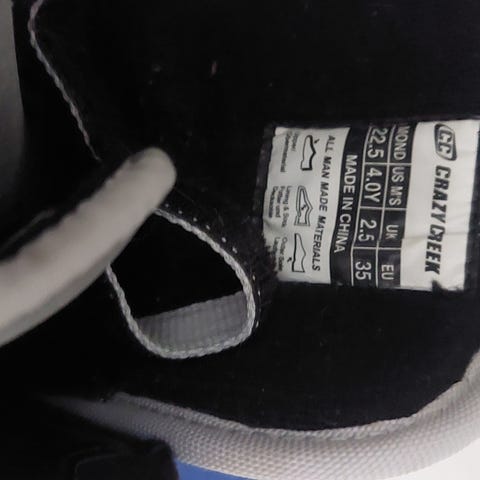 CC CRAZY CREEK
MOND US M'S UK EU
22.5 4.0Y 2.5 35
MADE IN CHINA
ALL MAN MADE MATERIALS